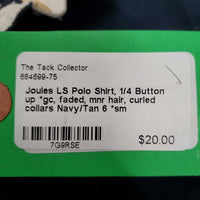 The Tack Collector
684699-75
Joules LS Polo Shirt, 1/4 Button
up *gc, faded, mnr hair, curled
collars Navy/Tan 6 *sm
7G9RSE
$20.00